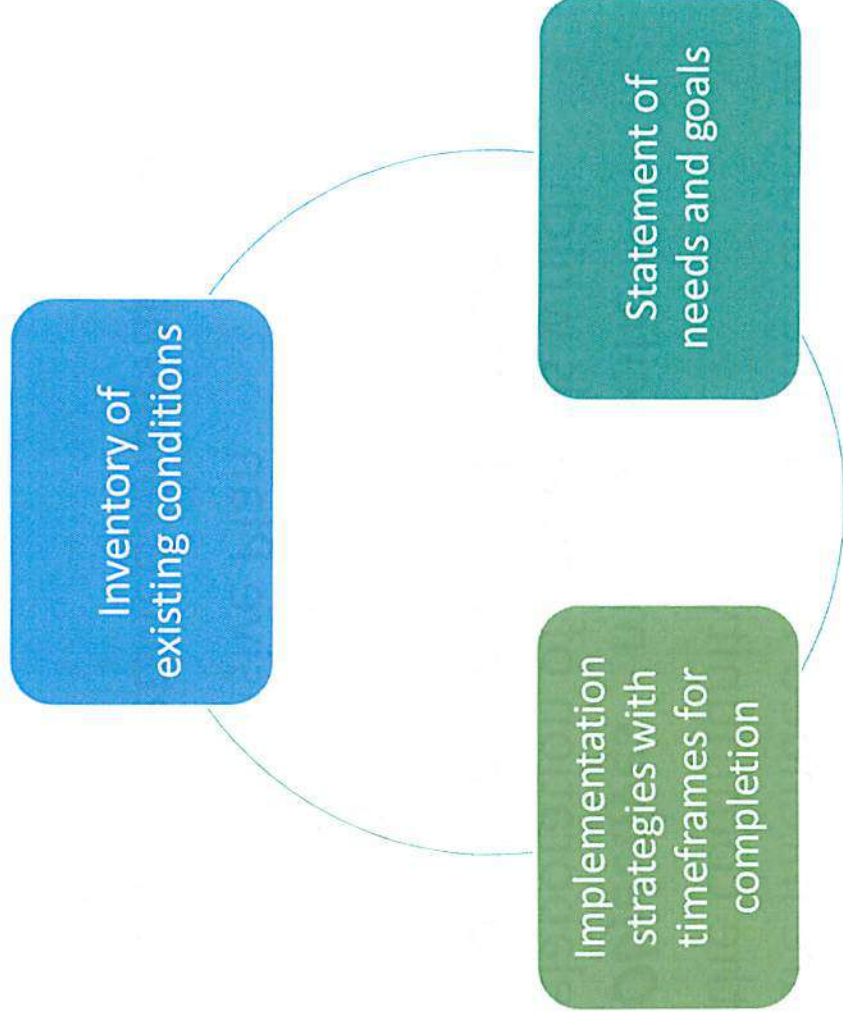 Inventory of
existing conditions
Statement of
needs and goals
Implementation
strategies with
timeframes for
completion